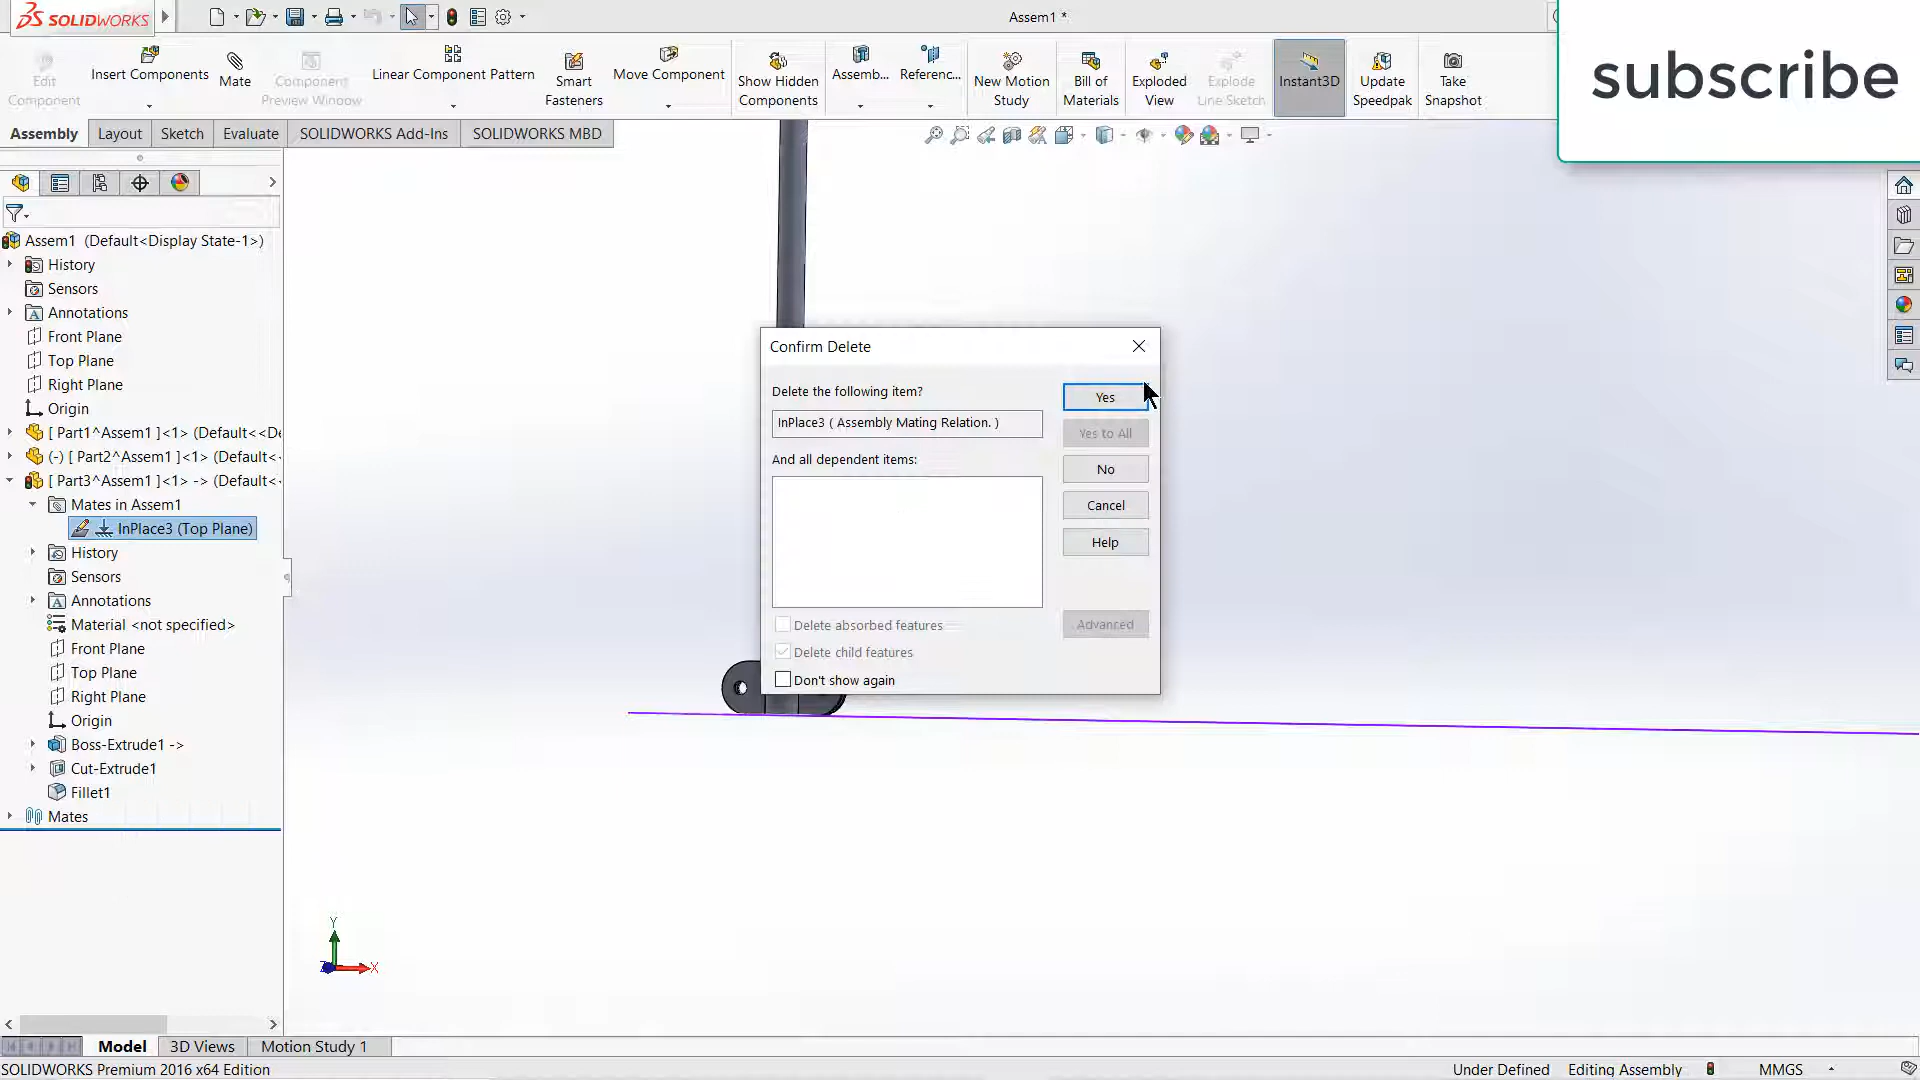 SOLIDWORKS
Assem1 *
subscribe
Edit Component
Insert Components
Mate
Component Preview Window
Linear Component Pattern
Smart Fasteners
Move Component
Show Hidden Components
Assemb...
Referenc...
New Motion Study
Bill of Materials
Exploded View
Explode Line Sketch
Instant3D
Update Speedpak
Take Snapshot
Assembly
Layout
Sketch
Evaluate
SOLIDWORKS Add-Ins
SOLIDWORKS MBD
Assem1 (Default<Display State-1>)
History
Sensors
Annotations
Front Plane
Top Plane
Right Plane
Origin
[ Part1^Assem1 ]<1> (Default<<De
(-) [ Part2^Assem1 ]<1> (Default<
[ Part3^Assem1 ]<1> -> (Default<
Mates in Assem1
InPlace3 (Top Plane)
History
Sensors
Annotations
Material <not specified>
Front Plane
Top Plane
Right Plane
Origin
Boss-Extrude1 ->
Cut-Extrude1
Fillet1
Mates
Confirm Delete
Delete the following item?
InPlace3 ( Assembly Mating Relation. )
And all dependent items:
Delete absorbed features
Delete child features
Don't show again
Yes
Yes to All
No
Cancel
Help
Advanced
Y
Z
X
Model
3D Views
Motion Study 1
SOLIDWORKS Premium 2016 x64 Edition
Under Defined
Editing Assembly
MMGS